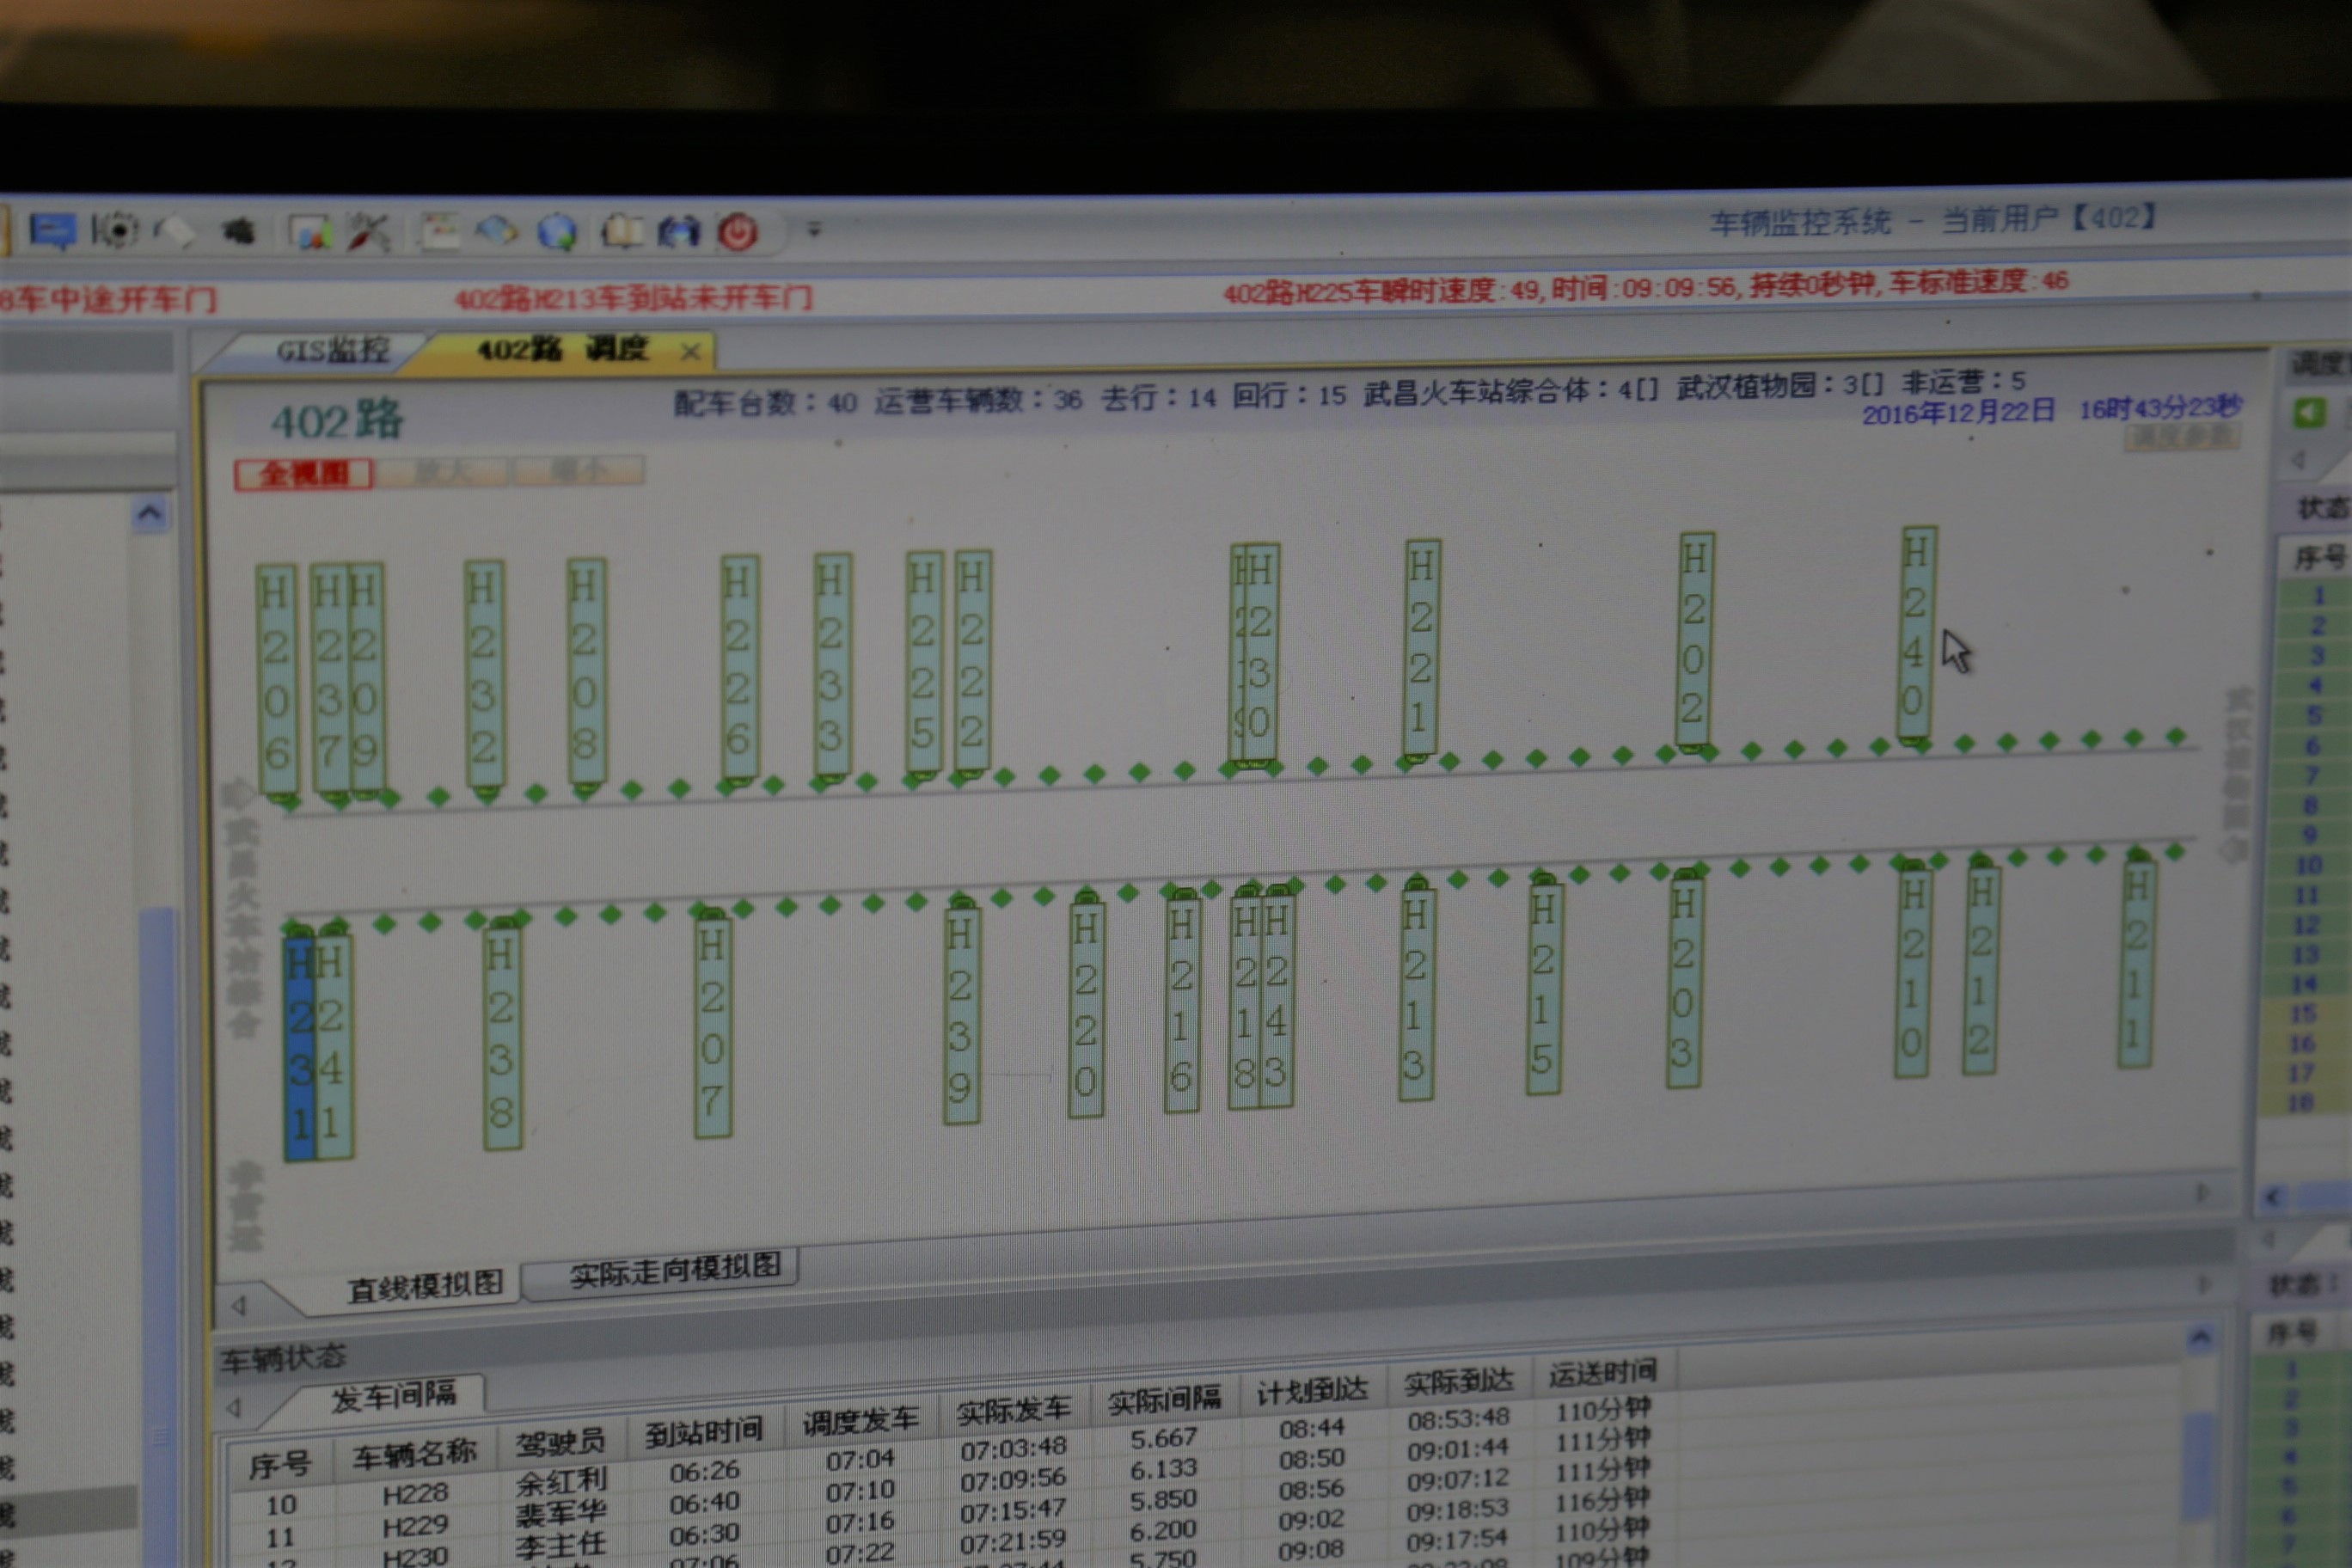 车辆监控系统 - 当前用户【402】
8车中途开车门
402路H213车到站未开车门
402路H225车瞬时速度:49,时间:09:09:56,持续0秒钟,车标准速度:46
GIS监控
402路 调度
402路
配车台数：40 运营车辆数：36 去行：14 回行：15 武昌火车站综合体：4[] 武汉植物园：3[] 非运营：5
2016年12月22日 16时43分23秒
调度参数
全视图
放大
缩小
H206
H237
H209
H232
H208
H226
H233
H225
H222
H230
H221
H202
H240
武昌火车站综合
H231
H241
H238
H207
H239
H220
H216
H218
H243
H213
H215
H203
H210
H212
H211
非营运
直线模拟图
实际走向模拟图
车辆状态
发车间隔
序号 车辆名称 驾驶员 到站时间 调度发车 实际发车 实际间隔 计划到达 实际到达 运送时间
10 H228 余红利 06:26 07:04 07:03:48 5.667 08:44 08:53:48 110分钟
11 H229 裴军华 06:40 07:10 07:09:56 6.133 08:50 09:01:44 111分钟
12 H230 李主任 06:30 07:16 07:15:47 5.850 08:56 09:07:12 111分钟
07:06 07:22 07:21:59 6.200 09:02 09:18:53 116分钟
5.750 09:08 09:17:54 110分钟
109分钟
状态
序号
1
2
3
4
5
6
7
8
9
10
11
12
13
14
15
16
17
18
状态：
序号
1
2
3
4
5
6
7